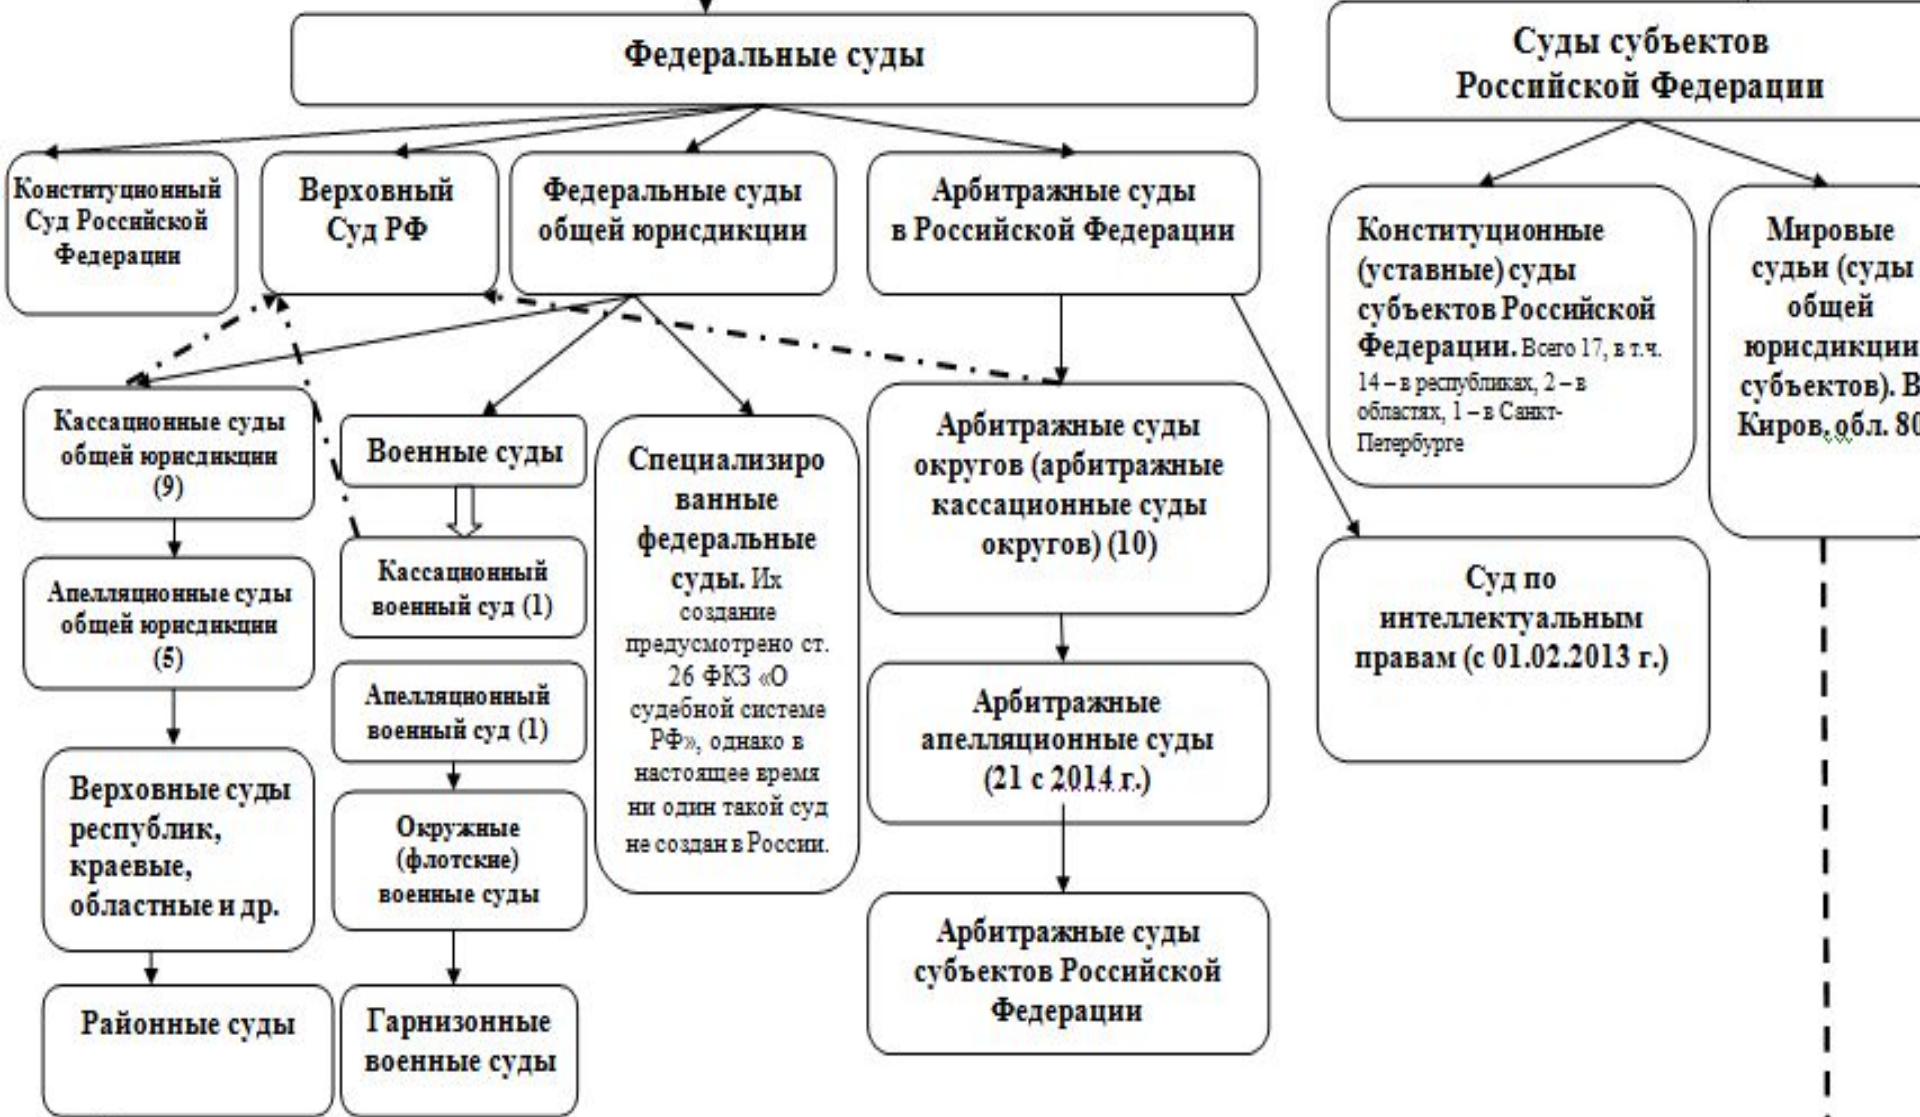 Федеральные суды
Суды субъектов
Российской Федерации
Конституционный
Суд Российской
Федерации
Верховный
Суд РФ
Федеральные суды
общей юрисдикции
Арбитражные суды
в Российской Федерации
Конституционные
(уставные) суды
субъектов Российской
Федерации. Всего 17, в т.ч.
14 – в республиках, 2 – в
областях, 1 – в Санкт-
Петербурге
Мировые
судьи (суды
общей
юрисдикции
субъектов). В
Киров. обл. 80
Кассационные суды
общей юрисдикции
(9)
Военные суды
Специализиро
ванные
федеральные
суды. Их
создание
предусмотрено ст.
26 ФКЗ «О
судебной системе
РФ», однако в
настоящее время
ни один такой суд
не создан в России.
Арбитражные суды
округов (арбитражные
кассационные суды
округов) (10)
Кассационный
военный суд (1)
Суд по
интеллектуальным
правам (с 01.02.2013 г.)
Апелляционные суды
общей юрисдикции
(5)
Апелляционный
военный суд (1)
Арбитражные
апелляционные суды
(21 с 2014 г.)
Верховные суды
республик,
краевые,
областные и др.
Окружные
(флотские)
военные суды
Арбитражные суды
субъектов Российской
Федерации
Районные суды
Гарнизонные
военные суды